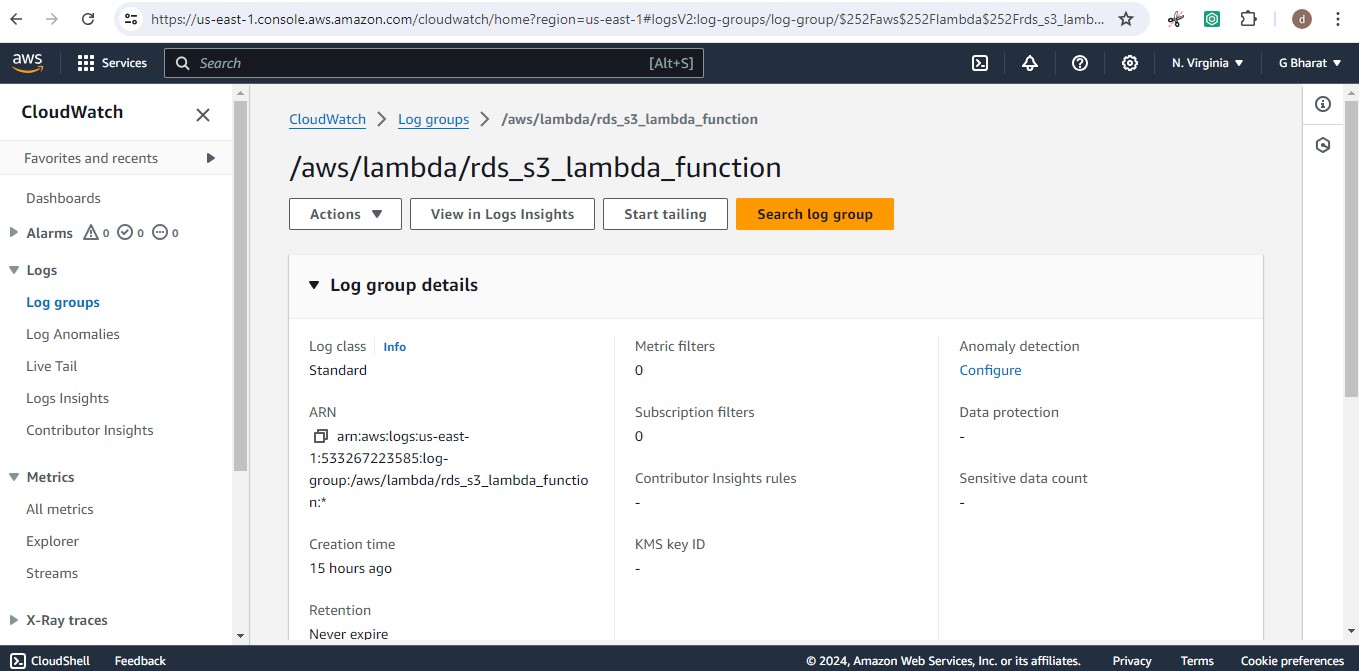 https://us-east-1.console.aws.amazon.com/cloudwatch/home?region=us-east-1#logsV2:log-groups/log-group/$252Faws$252Flambda$252Frds_s3_lamb...
d
aws
Services
Search
[Alt+S]
N. Virginia
G Bharat
CloudWatch
Favorites and recents
Dashboards
Alarms 0 0 0
Logs
Log groups
Log Anomalies
Live Tail
Logs Insights
Contributor Insights
Metrics
All metrics
Explorer
Streams
X-Ray traces
CloudWatch > Log groups > /aws/lambda/rds_s3_lambda_function
/aws/lambda/rds_s3_lambda_function
Actions
View in Logs Insights
Start tailing
Search log group
Log group details
Log class Info
Standard
ARN
arn:aws:logs:us-east-
1:533267223585:log-
group:/aws/lambda/rds_s3_lambda_functio
n:*
Creation time
15 hours ago
Retention
Never expire
Metric filters
0
Subscription filters
0
Contributor Insights rules
-
KMS key ID
-
Anomaly detection
Configure
Data protection
-
Sensitive data count
-
CloudShell
Feedback
© 2024, Amazon Web Services, Inc. or its affiliates.
Privacy
Terms
Cookie preferences